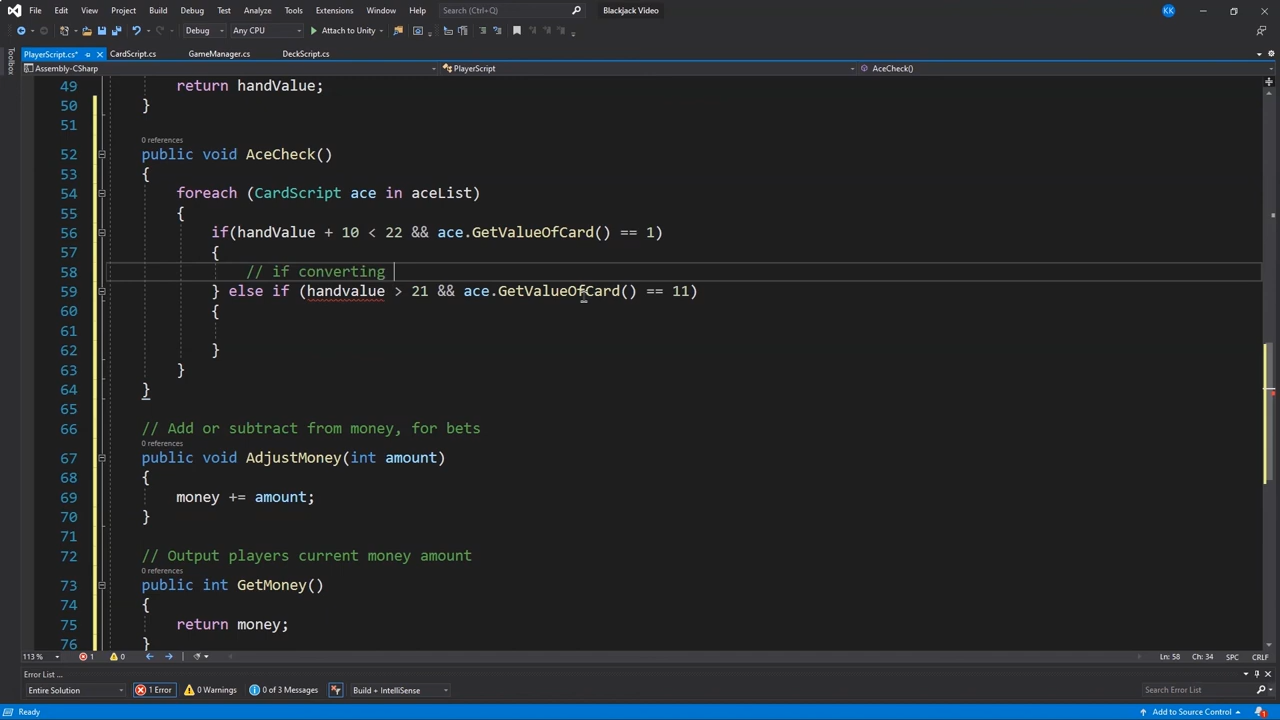 File Edit View Git Project Build Debug Test Analyze Tools Extensions Window Help Search (Ctrl+Q) Blackjack Video KK
Debug Any CPU Attach to Unity
Toolbox
PlayerScript.cs* CardScript.cs GameManager.cs DeckScript.cs
Assembly-CSharp PlayerScript AceCheck()
49 return handValue;
50 }
51
0 references
52 public void AceCheck()
53 {
54 foreach (CardScript ace in aceList)
55 {
56 if(handValue + 10 < 22 && ace.GetValueOfCard() == 1)
57 {
58 // if converting
59 } else if (handvalue > 21 && ace.GetValueOfCard() == 11)
60 {
61
62 }
63 }
64 }
65
66 // Add or subtract from money, for bets
0 references
67 public void AdjustMoney(int amount)
68 {
69 money += amount;
70 }
71
72 // Output players current money amount
0 references
73 public int GetMoney()
74 {
75 return money;
76 }
113 % 1 0 Ln: 58 Ch: 34 SPC CRLF
Error List ...
Entire Solution 1 Error 0 Warnings 0 of 3 Messages Build + IntelliSense Search Error List
Ready Add to Source Control 1